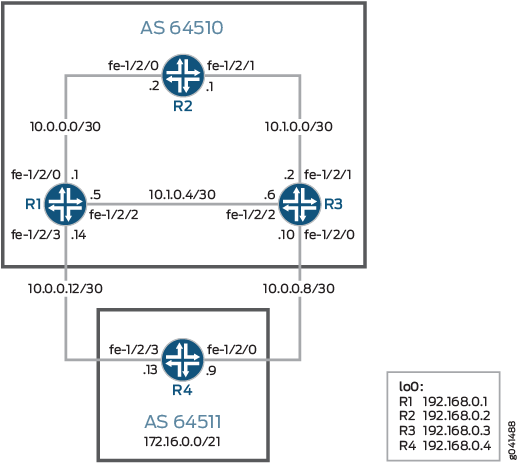 AS 64510
fe-1/2/0
fe-1/2/1
.2
.1
R2
10.0.0.0/30
10.1.0.0/30
fe-1/2/0
.1
.2
fe-1/2/1
R1
.5
10.1.0.4/30
.6
R3
fe-1/2/2
fe-1/2/2
fe-1/2/3
.14
.10
fe-1/2/0
10.0.0.12/30
10.0.0.8/30
fe-1/2/3
fe-1/2/0
.13
.9
R4
AS 64511
172.16.0.0/21
lo0:
R1 192.168.0.1
R2 192.168.0.2
R3 192.168.0.3
R4 192.168.0.4
g041488